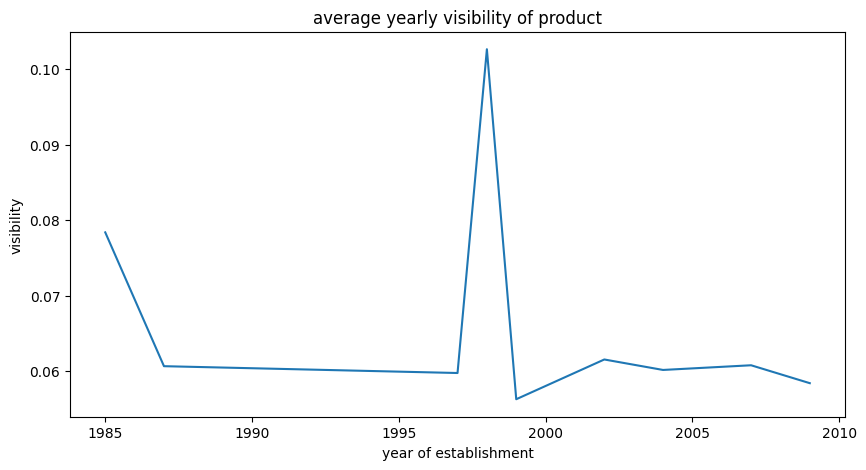 average yearly visibility of product
0.10
0.09
0.08
0.07
0.06
visibility
1985 1990 1995 2000 2005 2010
year of establishment